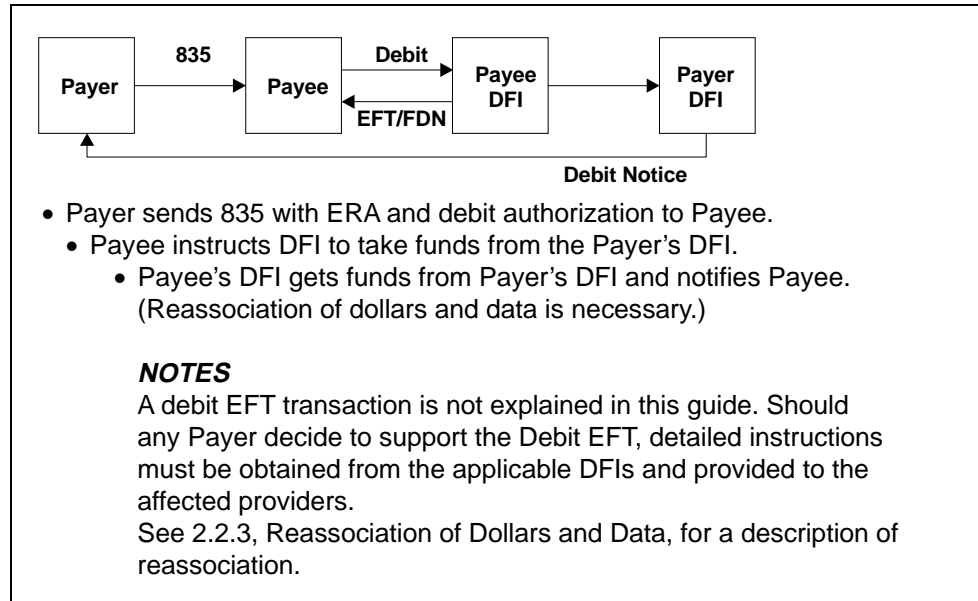 835
Debit
Payer
Payee
Payee
DFI
Payer
DFI
EFT/FDN
Debit Notice
• Payer sends 835 with ERA and debit authorization to Payee.
• Payee instructs DFI to take funds from the Payer's DFI.
• Payee's DFI gets funds from Payer's DFI and notifies Payee.
(Reassociation of dollars and data is necessary.)
NOTES
A debit EFT transaction is not explained in this guide. Should
any Payer decide to support the Debit EFT, detailed instructions
must be obtained from the applicable DFIs and provided to the
affected providers.
See 2.2.3, Reassociation of Dollars and Data, for a description of
reassociation.